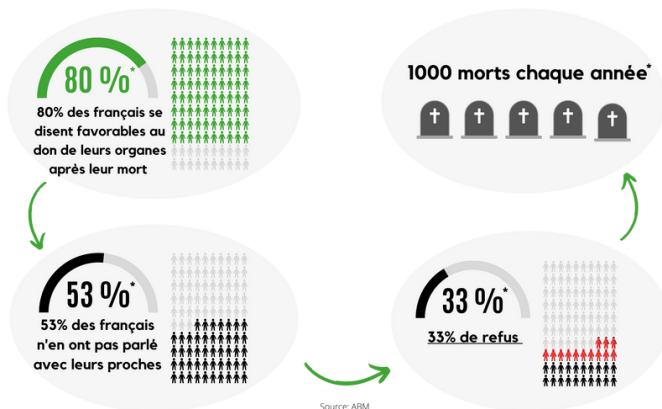 80 %*
80% des français se
disent favorables au
don de leurs organes
après leur mort
53 %*
53% des français
n'en ont pas parlé
avec leurs proches
33 %*
33% de refus
1000 morts chaque année*
Source: ABM